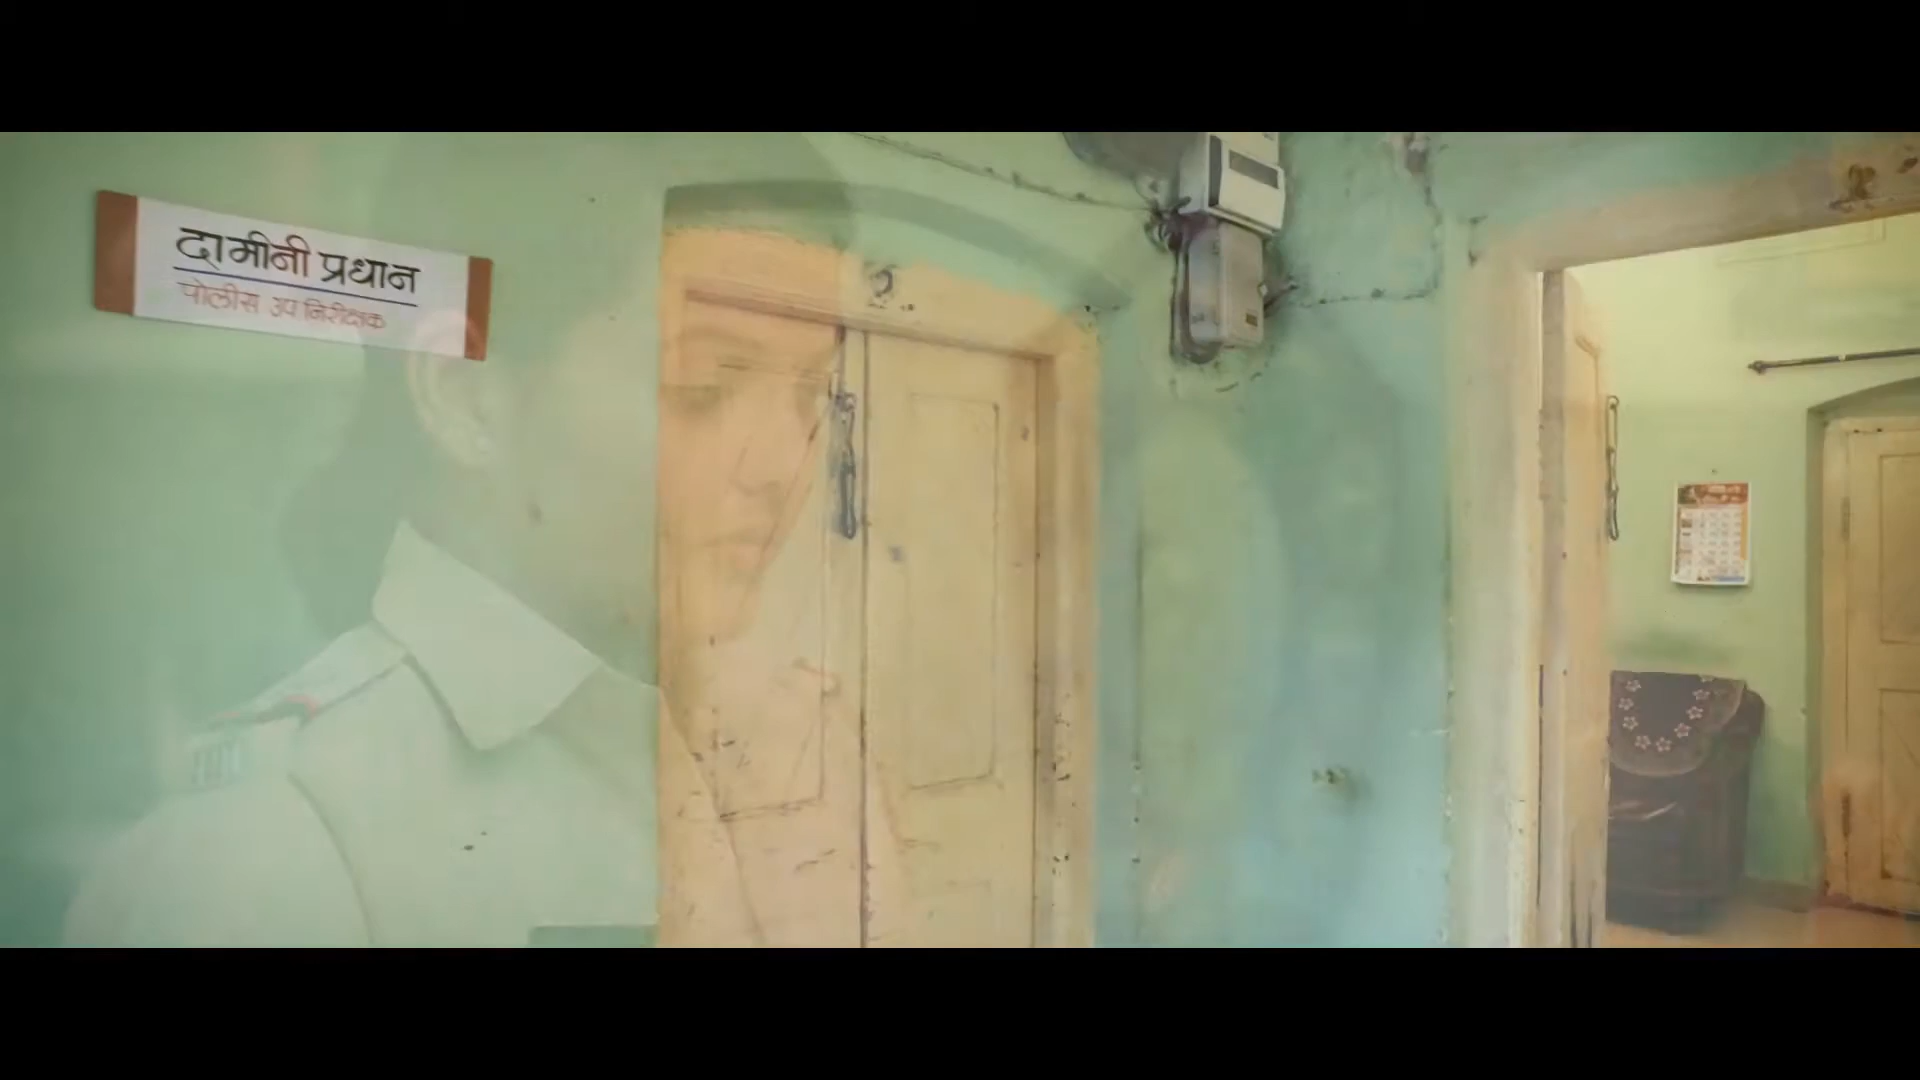 दामीनी प्रधान
पोलीस उप निरीक्षक